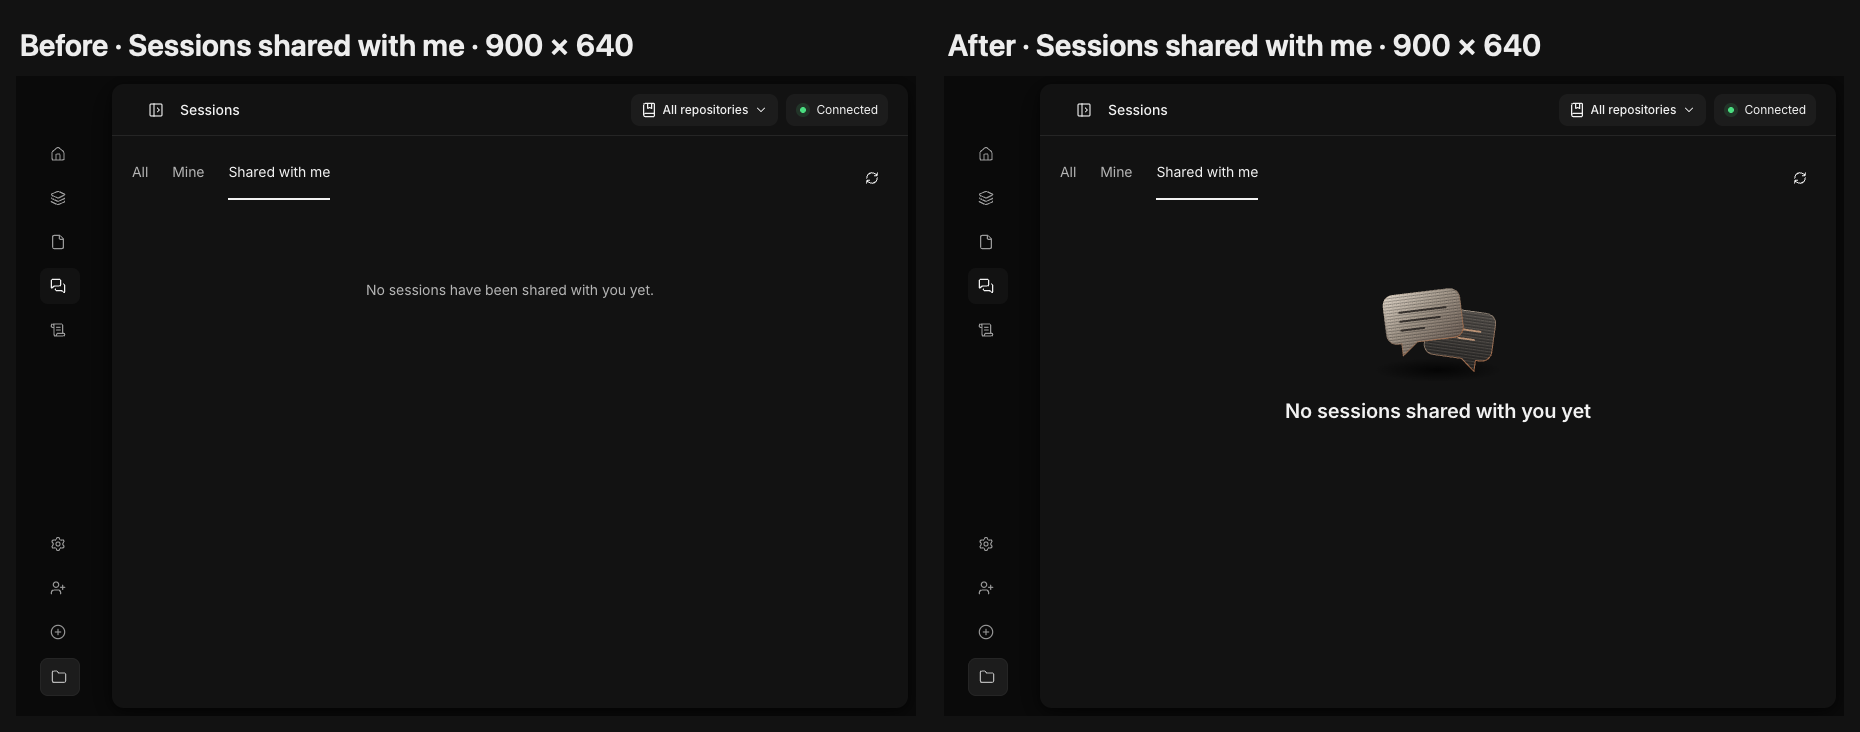 Before · Sessions shared with me · 900 × 640
Sessions
All repositories
Connected
All
Mine
Shared with me
No sessions have been shared with you yet.
After · Sessions shared with me · 900 × 640
Sessions
All repositories
Connected
All
Mine
Shared with me
No sessions shared with you yet